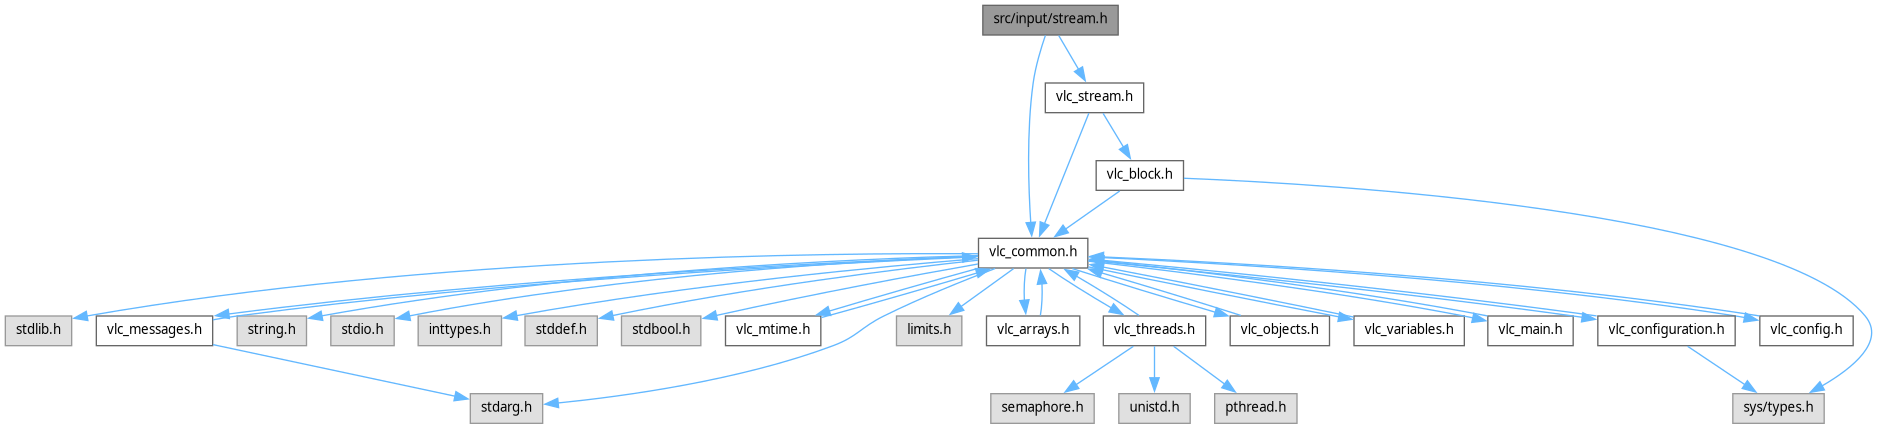 src/input/stream.h
vlc_stream.h
vlc_block.h
vlc_common.h
stdlib.h
vlc_messages.h
string.h
stdio.h
inttypes.h
stddef.h
stdbool.h
vlc_mtime.h
limits.h
vlc_arrays.h
vlc_threads.h
vlc_objects.h
vlc_variables.h
vlc_main.h
vlc_configuration.h
vlc_config.h
stdarg.h
semaphore.h
unistd.h
pthread.h
sys/types.h